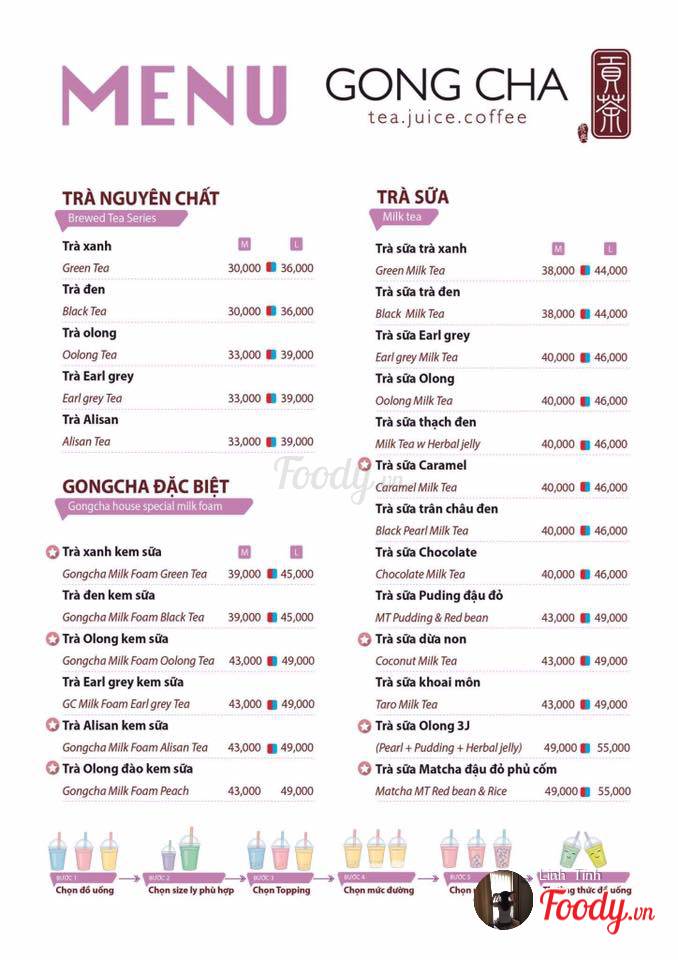 MENU
GONG CHA
tea.juice.coffee
貢茶
TRÀ NGUYÊN CHẤT
Brewed Tea Series
M L
Trà xanh
Green Tea 30,000 36,000
Trà đen
Black Tea 30,000 36,000
Trà olong
Oolong Tea 33,000 39,000
Trà Earl grey
Earl grey Tea 33,000 39,000
Trà Alisan
Alisan Tea 33,000 39,000
GONGCHA ĐẶC BIỆT
Gongcha house special milk foam
Trà xanh kem sữa M L
Gongcha Milk Foam Green Tea 39,000 45,000
Trà đen kem sữa
Gongcha Milk Foam Black Tea 39,000 45,000
Trà Olong kem sữa
Gongcha Milk Foam Oolong Tea 43,000 49,000
Trà Earl grey kem sữa
GC Milk Foam Earl grey Tea 43,000 49,000
Trà Alisan kem sữa
Gongcha Milk Foam Alisan Tea 43,000 49,000
Trà Olong đào kem sữa
Gongcha Milk Foam Peach 43,000 49,000
TRÀ SỮA
Milk tea
Trà sữa trà xanh M L
Green Milk Tea 38,000 44,000
Trà sữa trà đen
Black Milk Tea 38,000 44,000
Trà sữa Earl grey
Earl grey Milk Tea 40,000 46,000
Trà sữa Olong
Oolong Milk Tea 40,000 46,000
Trà sữa thạch đen
Milk Tea w Herbal jelly 40,000 46,000
Trà sữa Caramel
Caramel Milk Tea 40,000 46,000
Trà sữa trân châu đen
Black Pearl Milk Tea 40,000 46,000
Trà sữa Chocolate
Chocolate Milk Tea 40,000 46,000
Trà sữa Puding đậu đỏ
MT Pudding & Red bean 43,000 49,000
Trà sữa dừa non
Coconut Milk Tea 43,000 49,000
Trà sữa khoai môn
Taro Milk Tea 43,000 49,000
Trà sữa Olong 3J
(Pearl + Pudding + Herbal jelly) 49,000 55,000
Trà sữa Matcha đậu đỏ phủ cốm
Matcha MT Red bean & Rice 49,000 55,000
Foody.vn
BƯỚC 1 BƯỚC 2 BƯỚC 3 BƯỚC 4 BƯỚC 5
Chọn đồ uống Chọn size ly phù hợp Chọn Topping Chọn mức đường Chọn thức đồ uống
Linh Tinh
Foody.vn